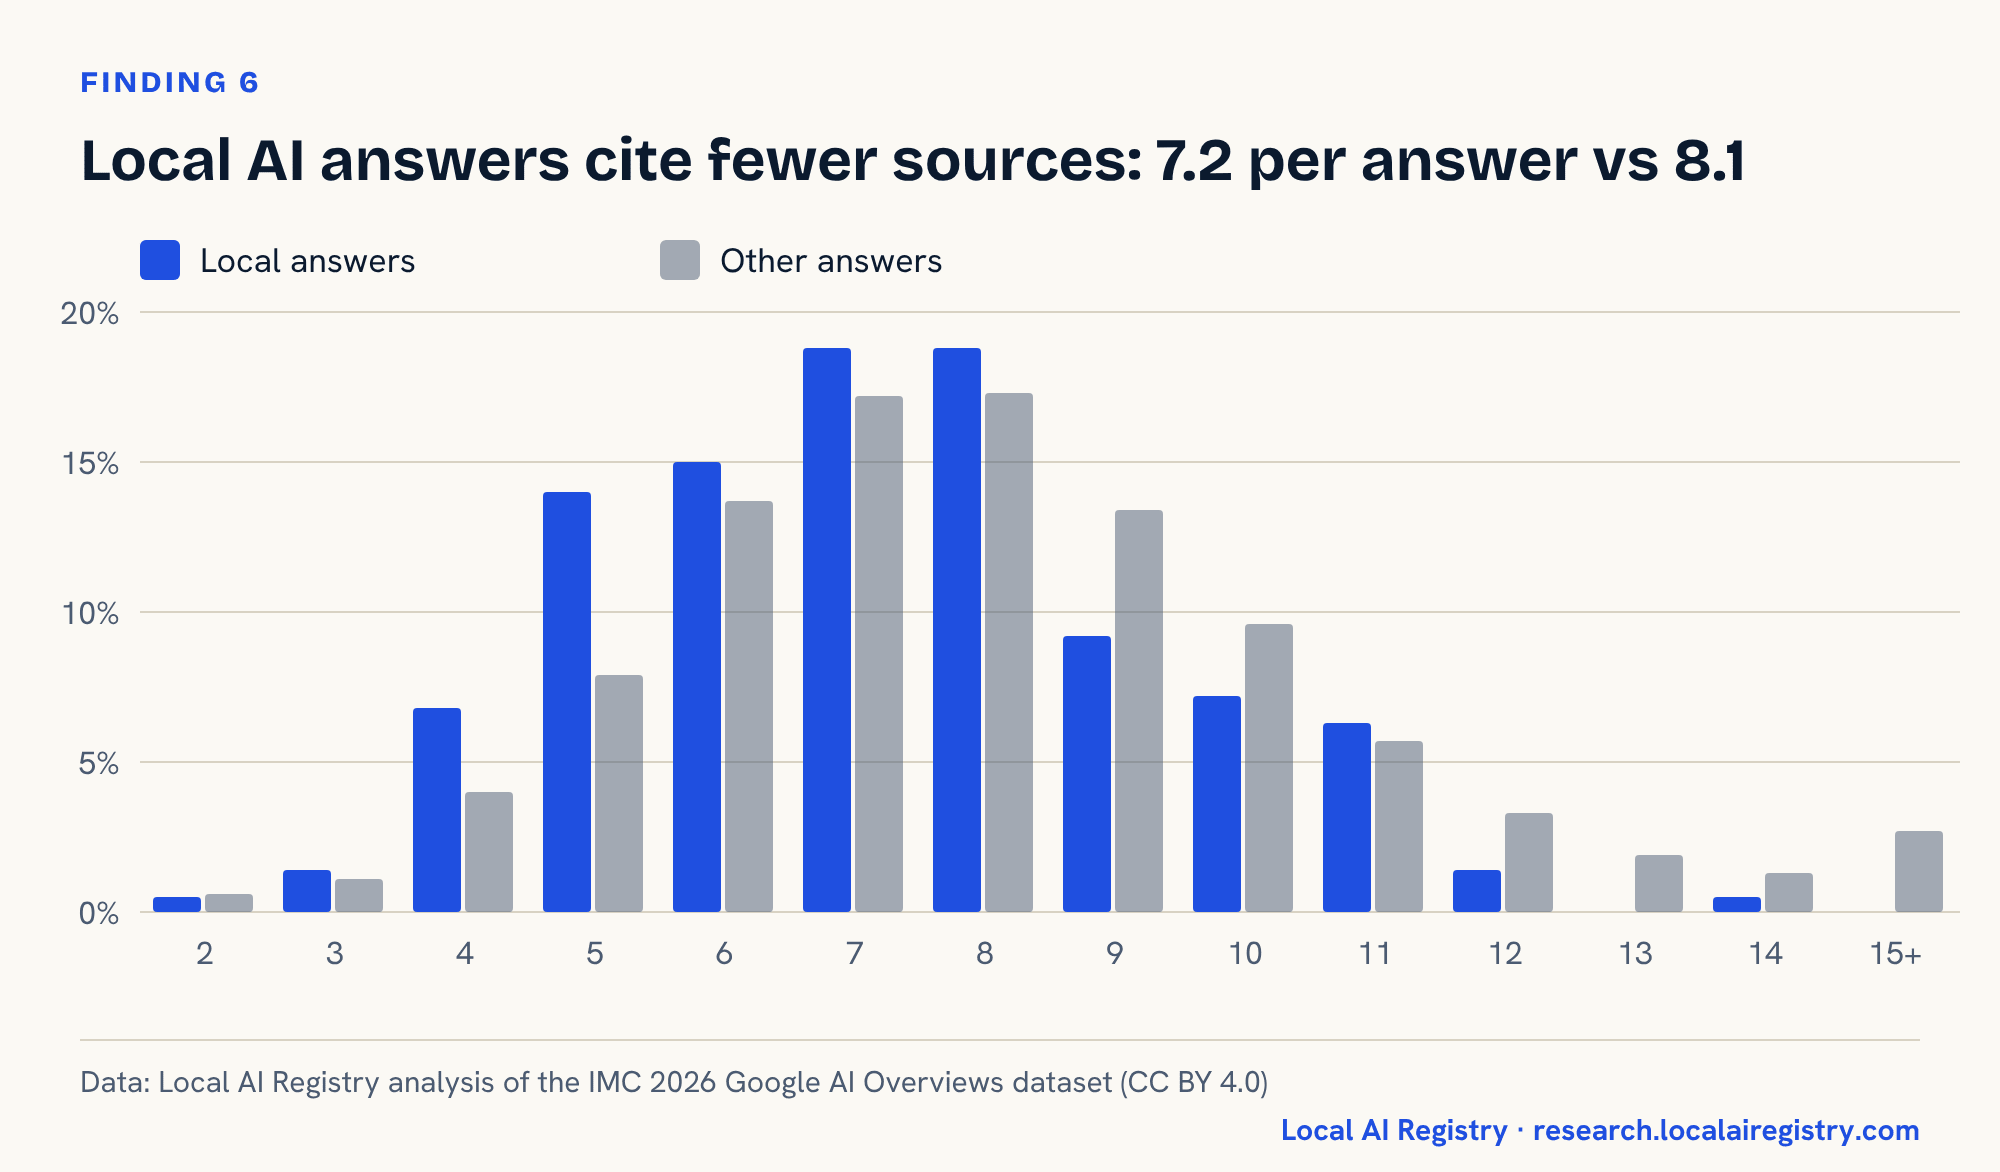 FINDING 6
Local AI answers cite fewer sources: 7.2 per answer vs 8.1
Local answers
Other answers
20%
15%
10%
5%
0%
2 3 4 5 6 7 8 9 10 11 12 13 14 15+
Data: Local AI Registry analysis of the IMC 2026 Google AI Overviews dataset (CC BY 4.0)
Local AI Registry · research.localairegistry.com